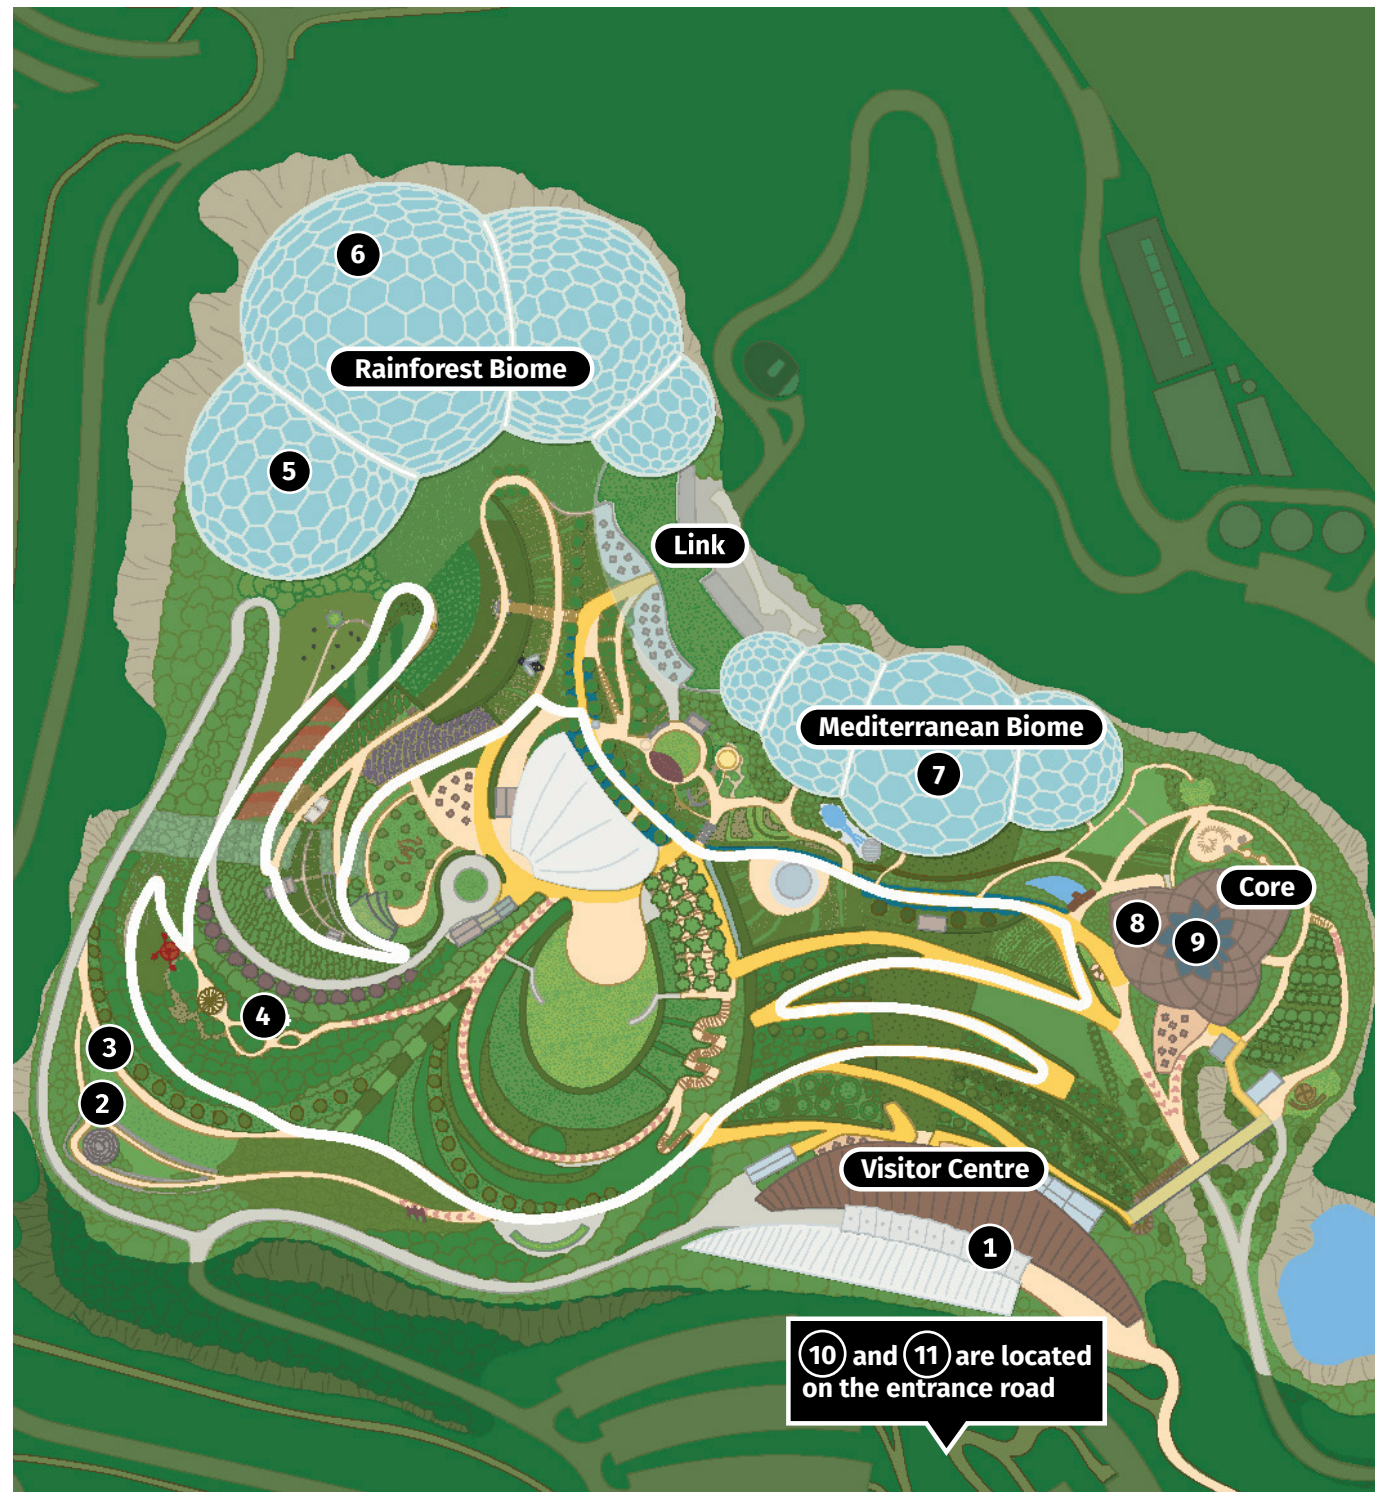 6
Rainforest Biome
5
Link
Mediterranean Biome
7
Core
8
9
4
3
2
Visitor Centre
1
10 and 11 are located
on the entrance road